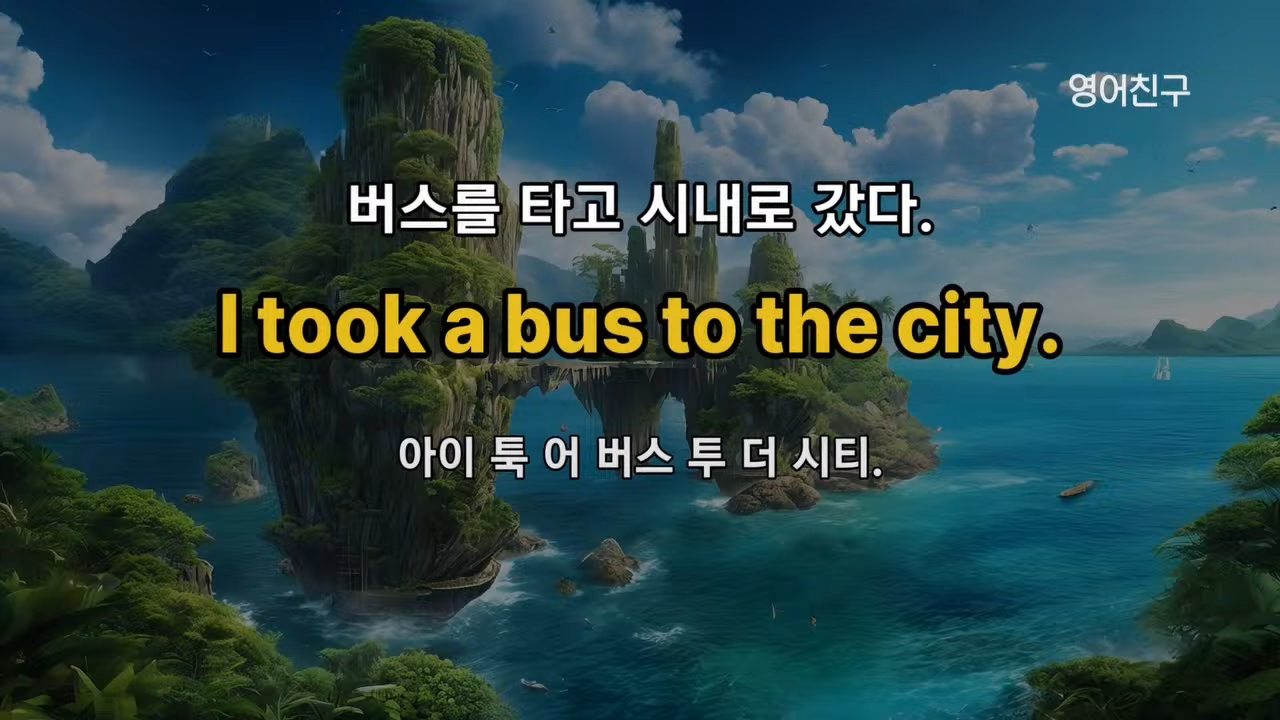 영어친구
버스를 타고 시내로 갔다.
I took a bus to the city.
아이 툭 어 버스 투 더 시티.